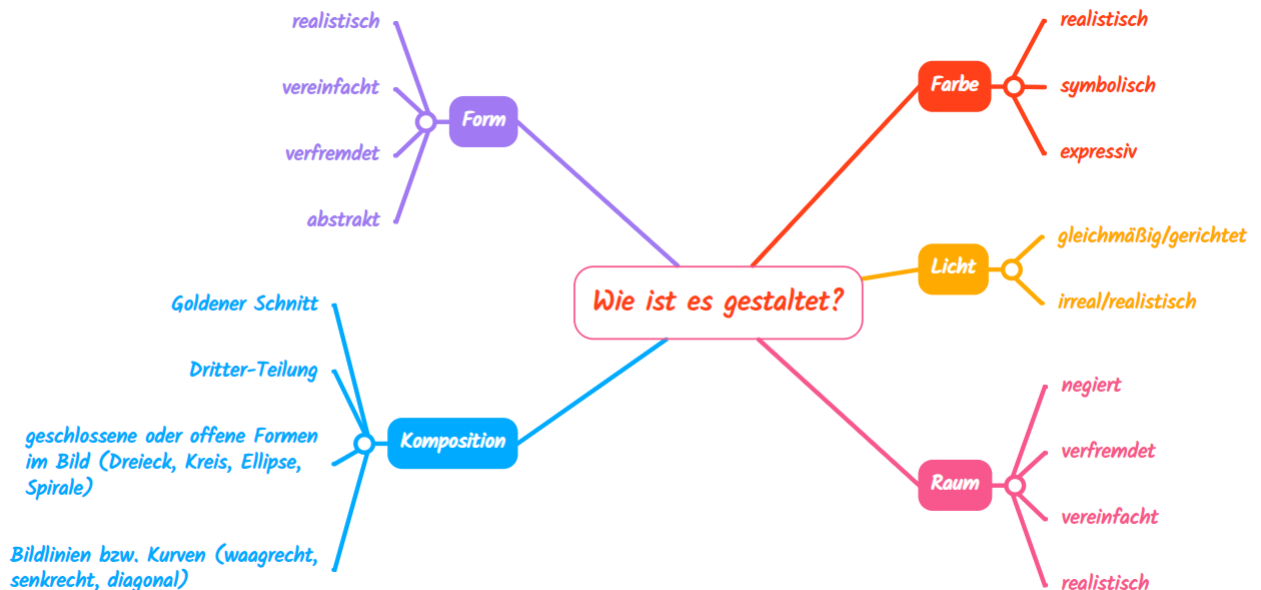 Wie ist es gestaltet?
Form
realistisch
vereinfacht
verfremdet
abstrakt
Komposition
Goldener Schnitt
Dritter-Teilung
geschlossene oder offene Formen
im Bild (Dreieck, Kreis, Ellipse,
Spirale)
Bildlinien bzw. Kurven (waagrecht,
senkrecht, diagonal)
Farbe
realistisch
symbolisch
expressiv
Licht
gleichmäßig/gerichtet
irreal/realistisch
Raum
negiert
verfremdet
vereinfacht
realistisch